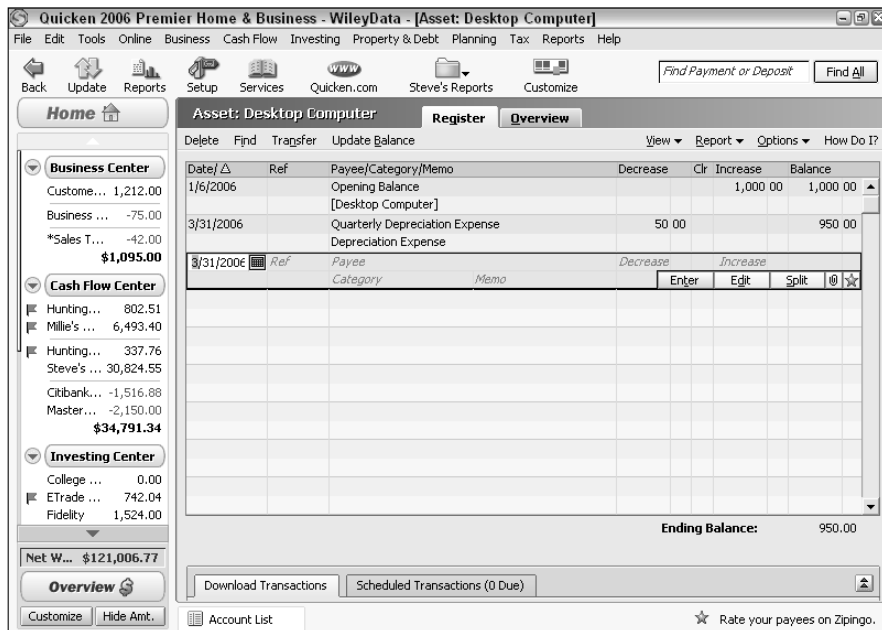 Quicken 2006 Premier Home & Business - WileyData - [Asset: Desktop Computer]
File Edit Tools Online Business Cash Flow Investing Property & Debt Planning Tax Reports Help
Back Update Reports Setup Services Quicken.com Steve's Reports Customize Find Payment or Deposit Find All
Home
Business Center
Custome... 1,212.00
Business ... -75.00
*Sales T... -42.00
$1,095.00
Cash Flow Center
Hunting... 802.51
Millie's ... 6,493.40
Hunting... 337.76
Steve's ... 30,824.55
Citibank... -1,516.88
Master... -2,150.00
$34,791.34
Investing Center
College ... 0.00
ETrade ... 742.04
Fidelity 1,524.00
Net W... $121,006.77
Overview
Customize Hide Amt.
Asset: Desktop Computer Register Overview
Delete Find Transfer Update Balance View Report Options How Do I?
Date/ Ref Payee/Category/Memo Decrease Clr Increase Balance
1/6/2006 Opening Balance 1,000 00 1,000 00
[Desktop Computer]
3/31/2006 Quarterly Depreciation Expense 50 00 950 00
Depreciation Expense
3/31/2006 Ref Payee Decrease Increase
Category Memo Enter Edit Split
Ending Balance: 950.00
Download Transactions Scheduled Transactions (0 Due)
Account List Rate your payees on Zipingo.